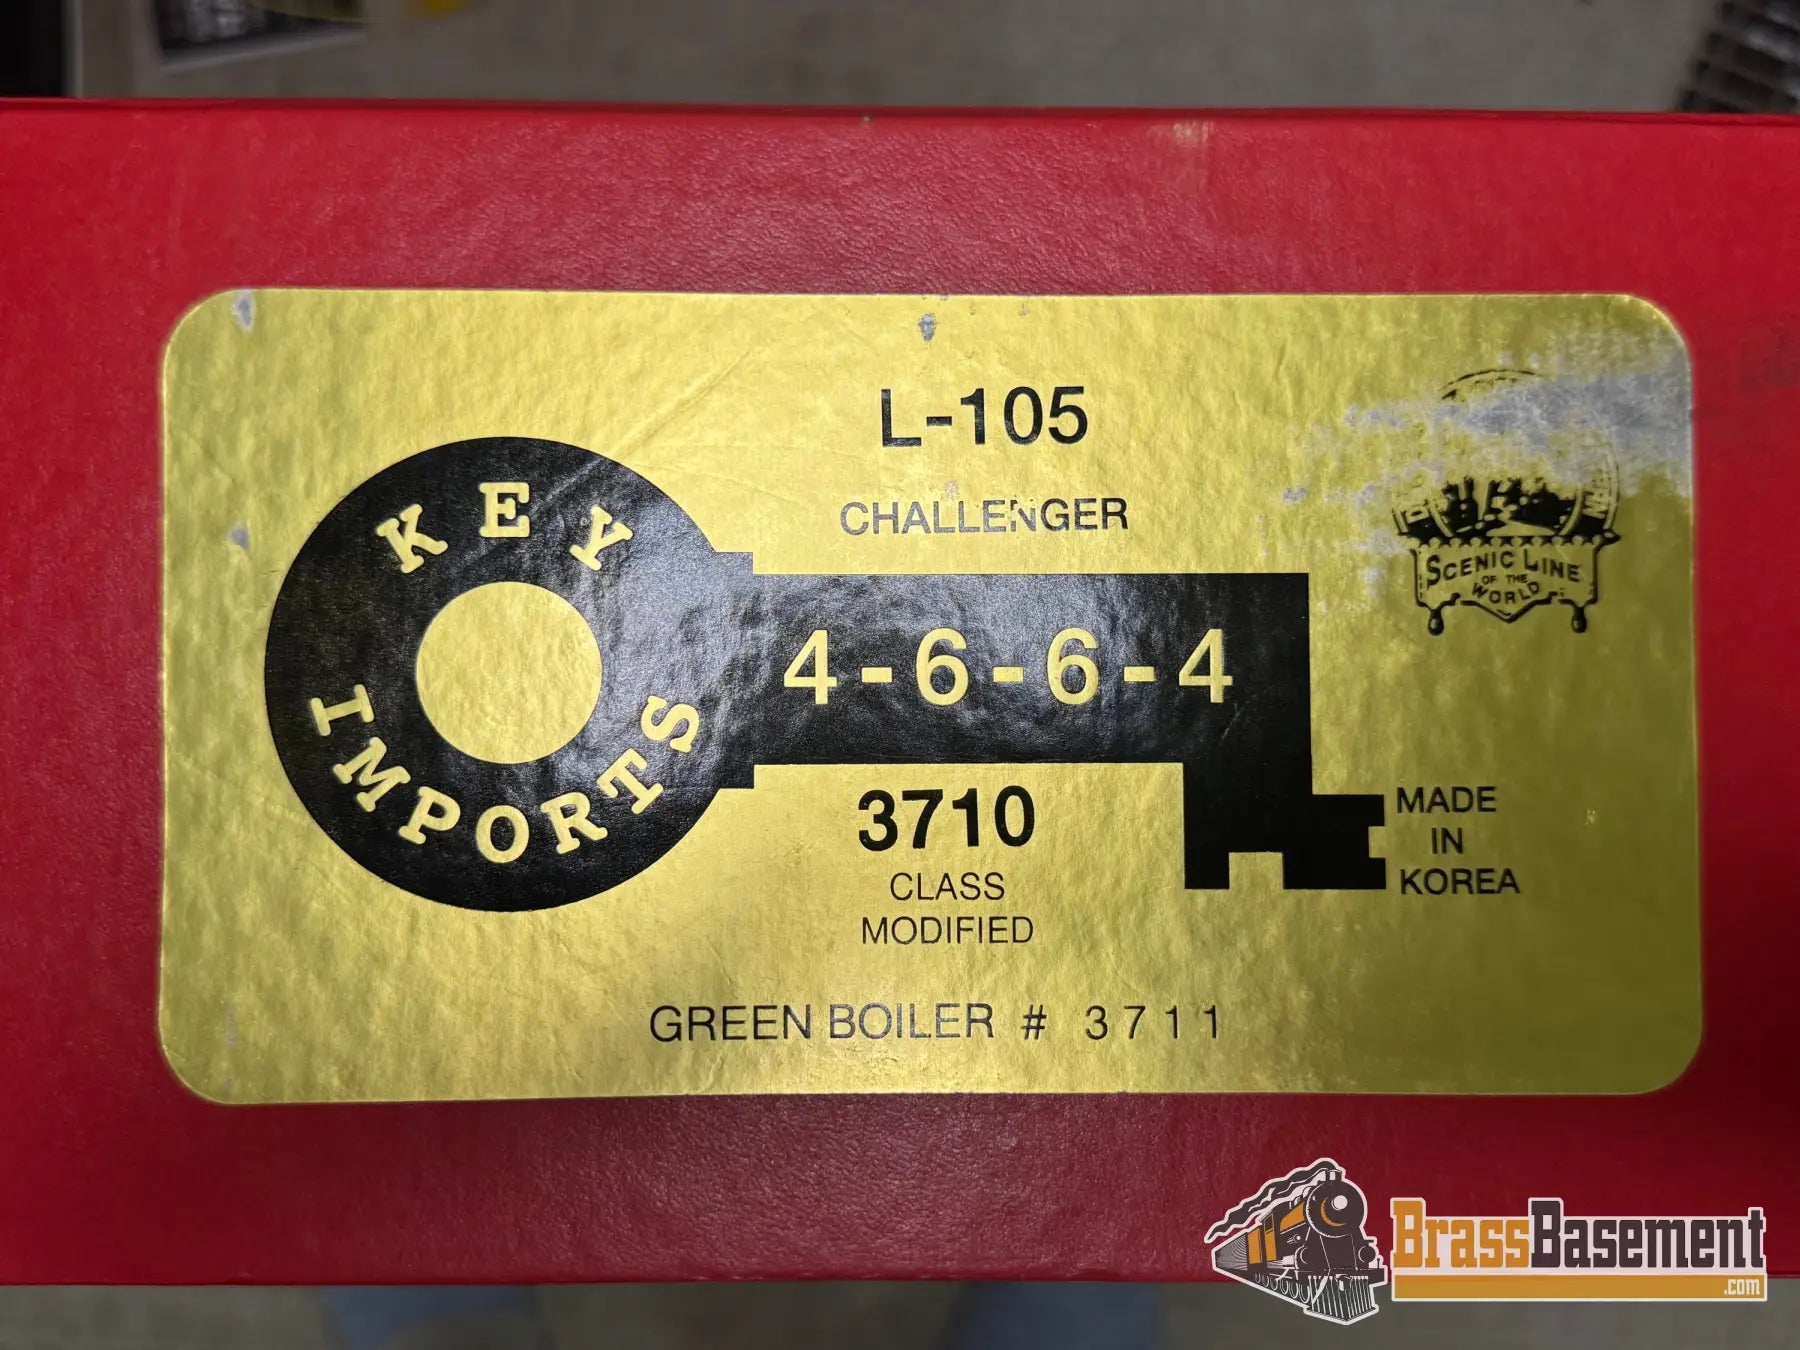 L-105
CHALLENGER
KEY
IMPORTS
4-6-6-4
SCENIC LINE
OF THE
WORLD
3710
CLASS
MODIFIED
MADE
IN
KOREA
GREEN BOILER # 3711
BrassBasement
.com